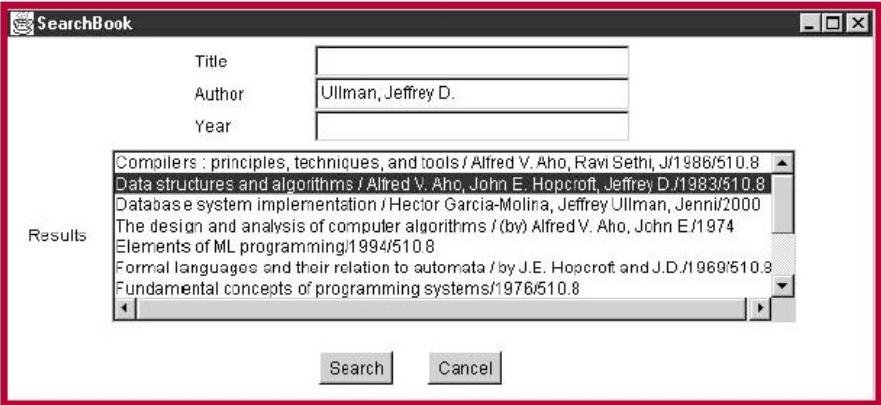 SearchBook
Title
Author Ullman, Jeffrey D.
Year
Results
Compilers : principles, techniques, and tools / Alfred V. Aho, Ravi Sethi, J/1986/510.8
Data structures and algorithms / Alfred V. Aho, John E. Hopcroft, Jeffrey D./1983/510.8
Database system implementation / Hector Garcia-Molina, Jeffrey Ullman, Jenni/2000
The design and analysis of computer algorithms / (by) Alfred V. Aho, John E/1974
Elements of ML programming/1994/510.8
Formal languages and their relation to automata / by J.E. Hopcroft and J.D./1969/510.8
Fundamental concepts of programming systems/1976/510.8
Search Cancel